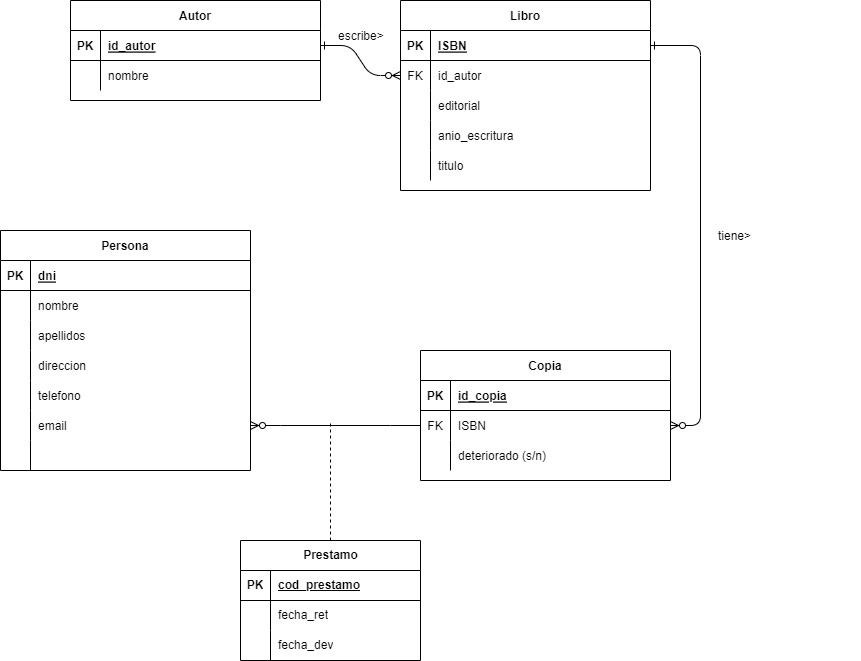 Autor
PK id_autor
nombre
escribe>
Libro
PK ISBN
FK id_autor
editorial
anio_escritura
titulo
tiene>
Persona
PK dni
nombre
apellidos
direccion
telefono
email
Copia
PK id_copia
FK ISBN
deteriorado (s/n)
Prestamo
PK cod_prestamo
fecha_ret
fecha_dev